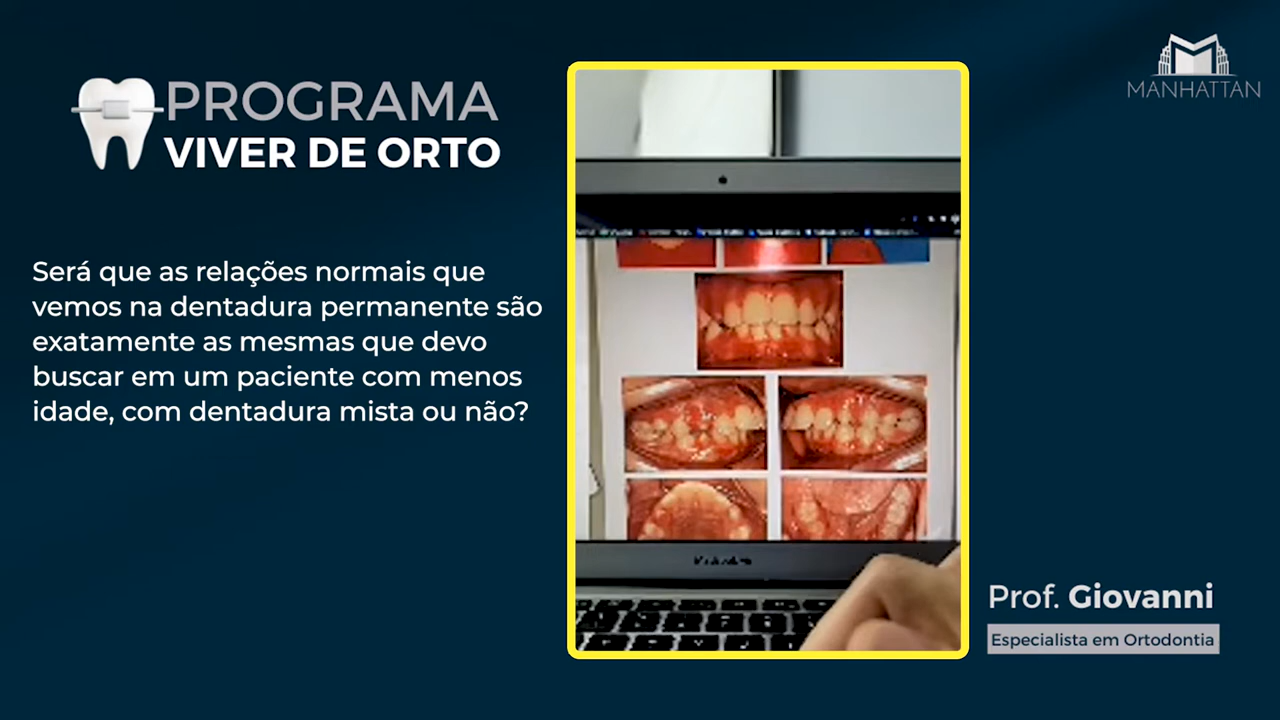 PROGRAMA
VIVER DE ORTO
MANHATTAN
Será que as relações normais que
vemos na dentadura permanente são
exatamente as mesmas que devo
buscar em um paciente com menos
idade, com dentadura mista ou não?
Prof. Giovanni
Especialista em Ortodontia